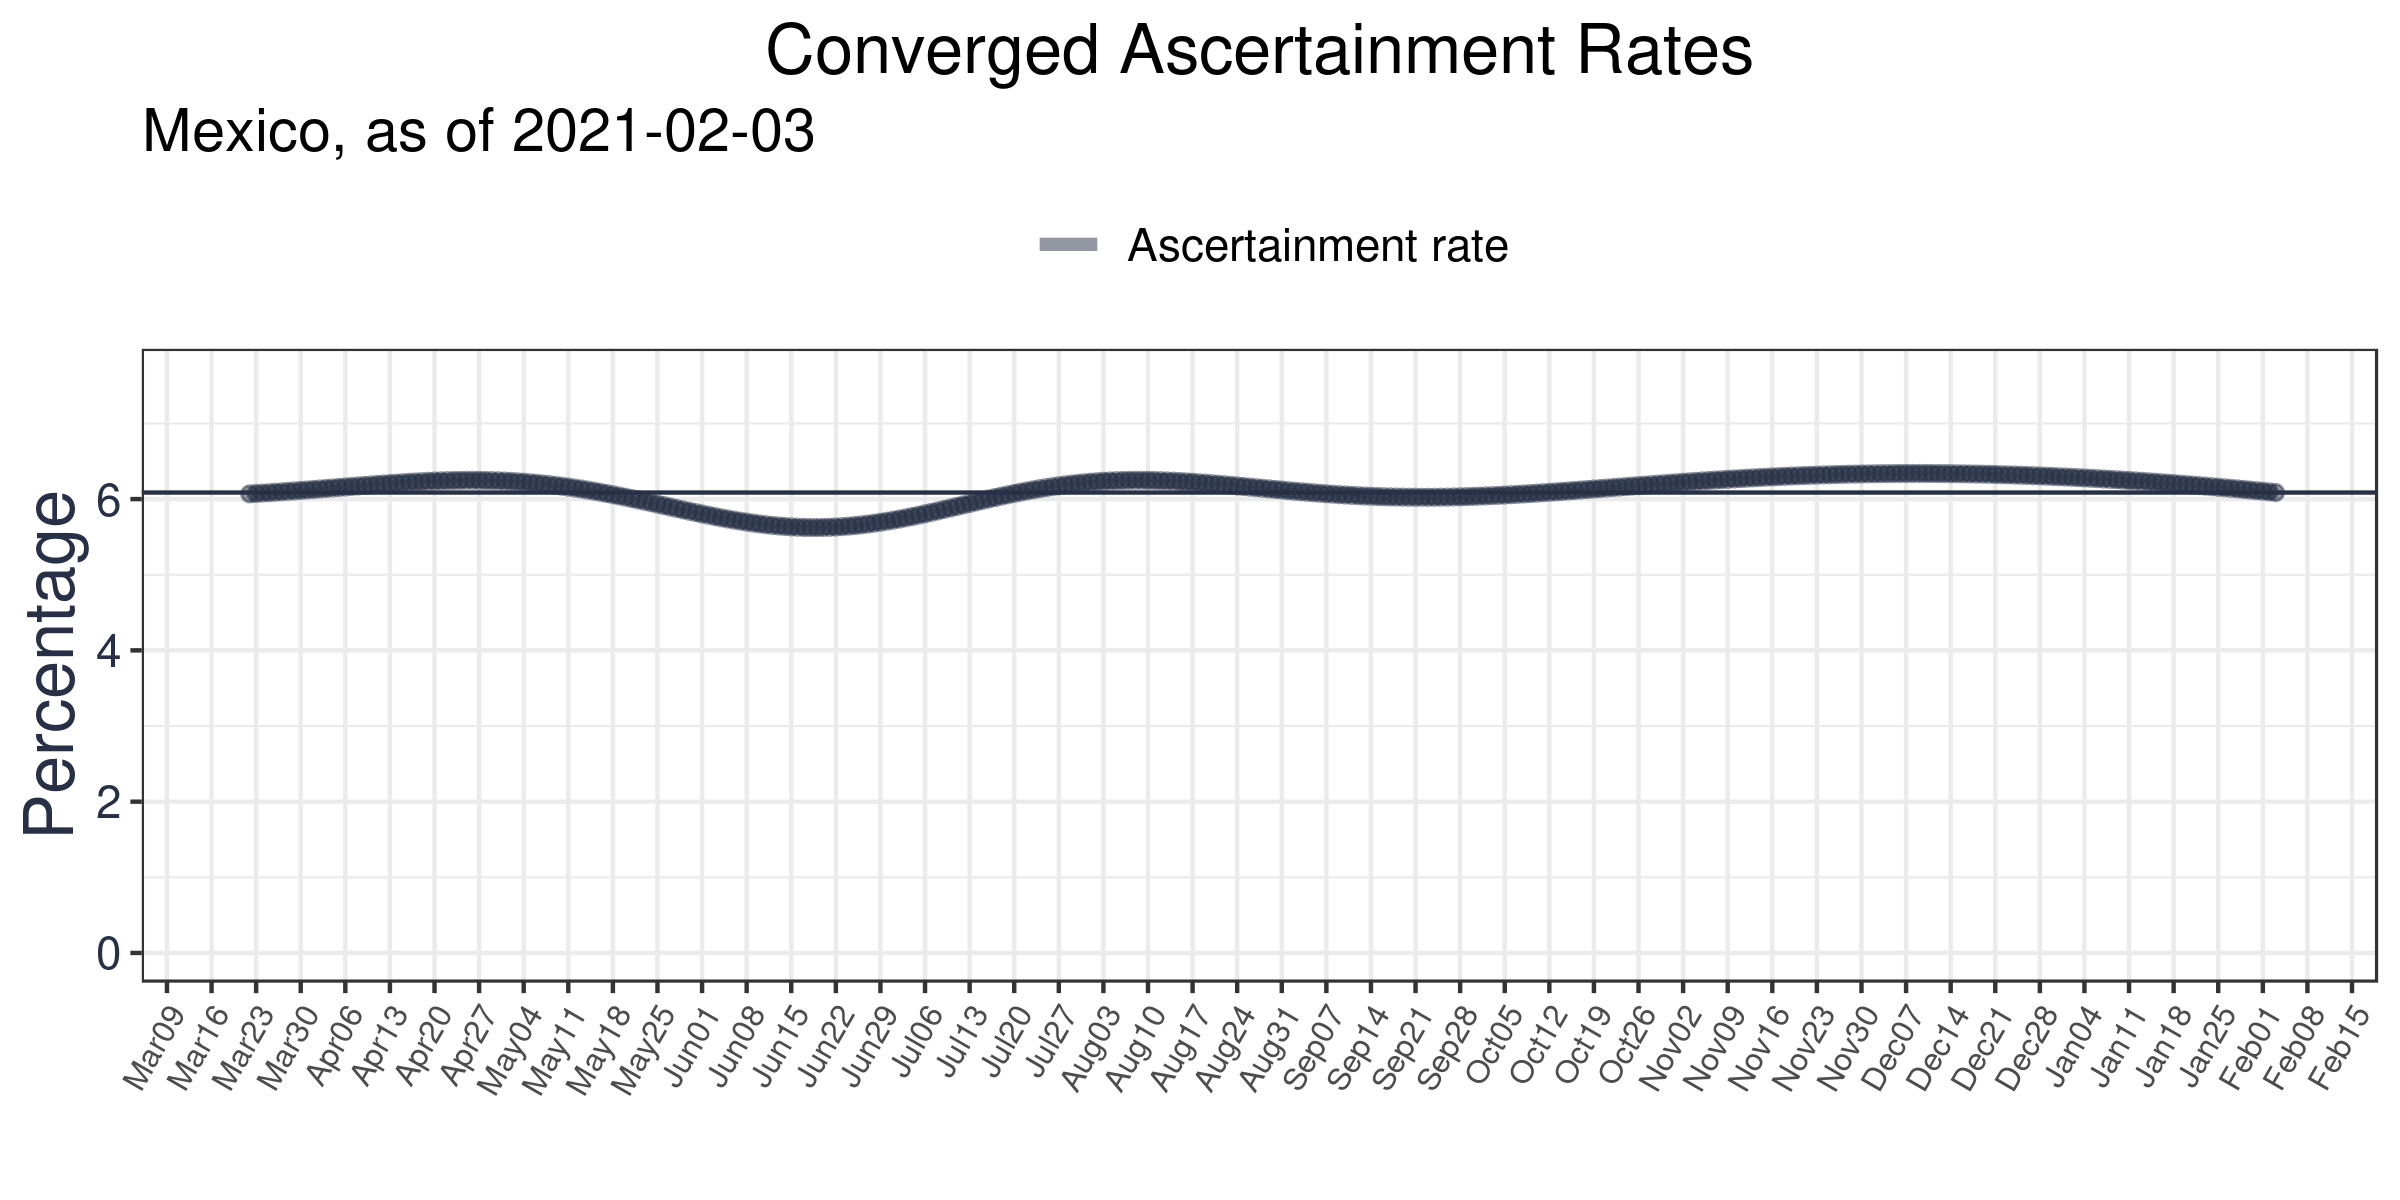 Converged Ascertainment Rates
Mexico, as of 2021-02-03
Ascertainment rate
Percentage
6
4
2
0
Mar09 Mar16 Mar23 Mar30 Apr06 Apr13 Apr20 Apr27 May04 May11 May18 May25 Jun01 Jun08 Jun15 Jun22 Jun29 Jul06 Jul13 Jul20 Jul27 Aug03 Aug10 Aug17 Aug24 Aug31 Sep07 Sep14 Sep21 Sep28 Oct05 Oct12 Oct19 Oct26 Nov02 Nov09 Nov16 Nov23 Nov30 Dec07 Dec14 Dec21 Dec28 Jan04 Jan11 Jan18 Jan25 Feb01 Feb08 Feb15